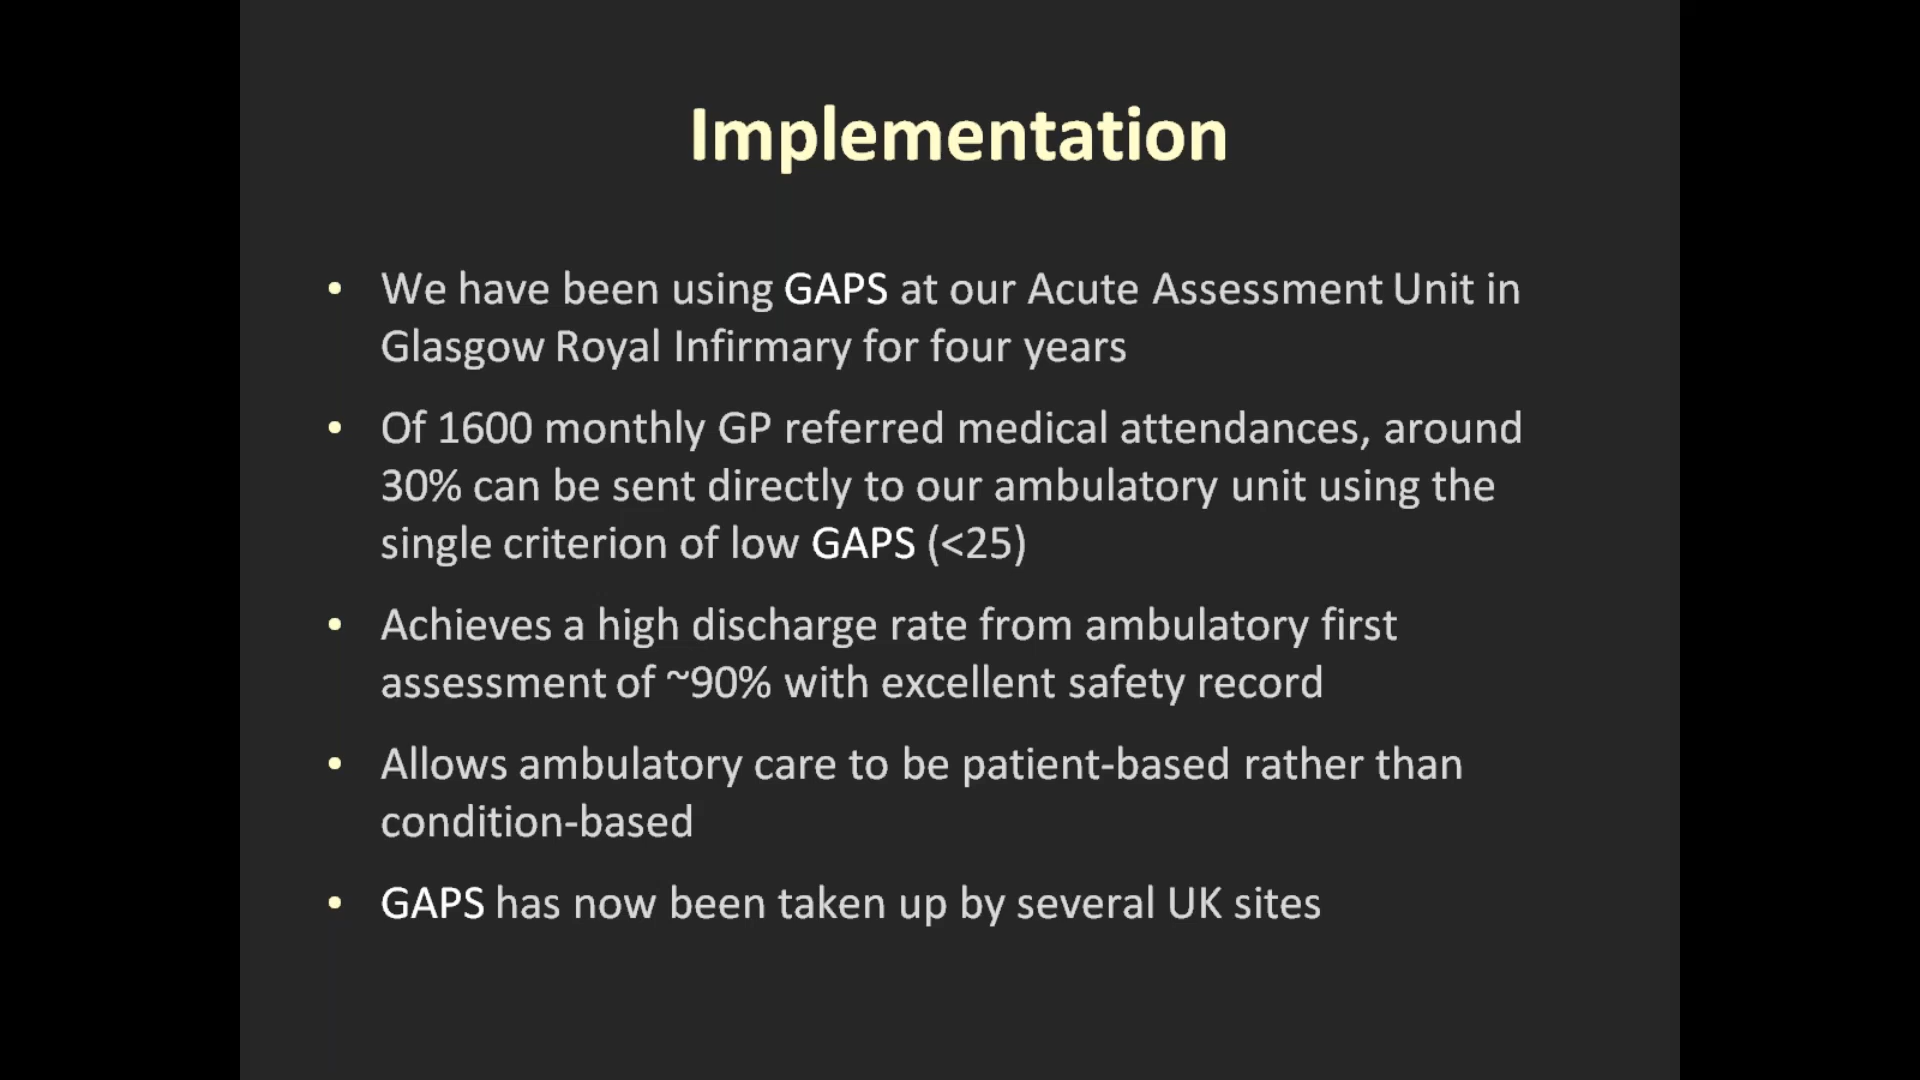 Implementation
• We have been using GAPS at our Acute Assessment Unit in
Glasgow Royal Infirmary for four years
• Of 1600 monthly GP referred medical attendances, around
30% can be sent directly to our ambulatory unit using the
single criterion of low GAPS (<25)
• Achieves a high discharge rate from ambulatory first
assessment of ~90% with excellent safety record
• Allows ambulatory care to be patient-based rather than
condition-based
• GAPS has now been taken up by several UK sites